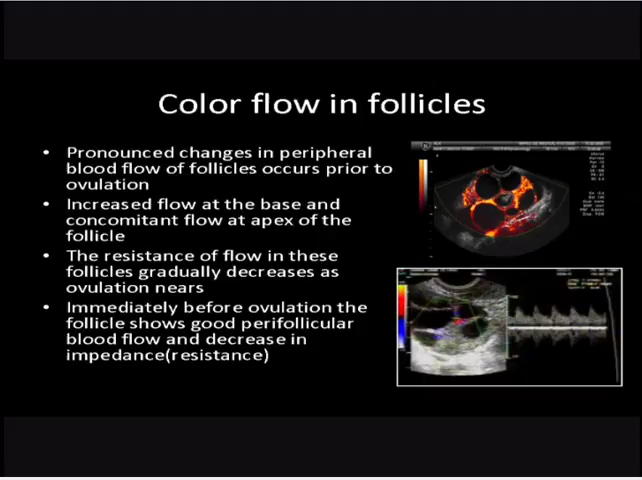 Color flow in follicles
• Pronounced changes in peripheral
blood flow of follicles occurs prior to
ovulation
• Increased flow at the base and
concomitant flow at apex of the
follicle
• The resistance of flow in these
follicles gradually decreases as
ovulation nears
• Immediately before ovulation the
follicle shows good perifollicular
blood flow and decrease in
impedance(resistance)